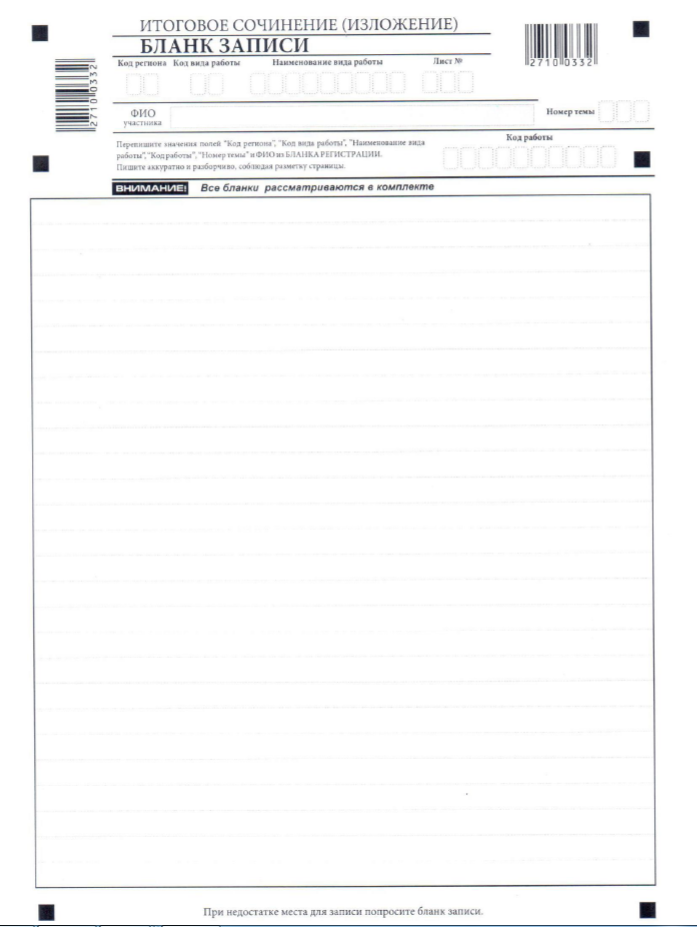 ИТОГОВОЕ СОЧИНЕНИЕ (ИЗЛОЖЕНИЕ)
БЛАНК ЗАПИСИ
2710 0332
2710 0332
Код региона Код вида работы Наименование вида работы Лист №
ФИО
участника
Номер темы
Перепишите значения полей "Код региона", "Код вида работы", "Наименование вида
работы", "Код работы", "Номер темы" и ФИО из БЛАНКА РЕГИСТРАЦИИ.
Пишите аккуратно и разборчиво, соблюдая разметку страницы.
Код работы
ВНИМАНИЕ! Все бланки рассматриваются в комплекте
При недостатке места для записи попросите бланк записи.